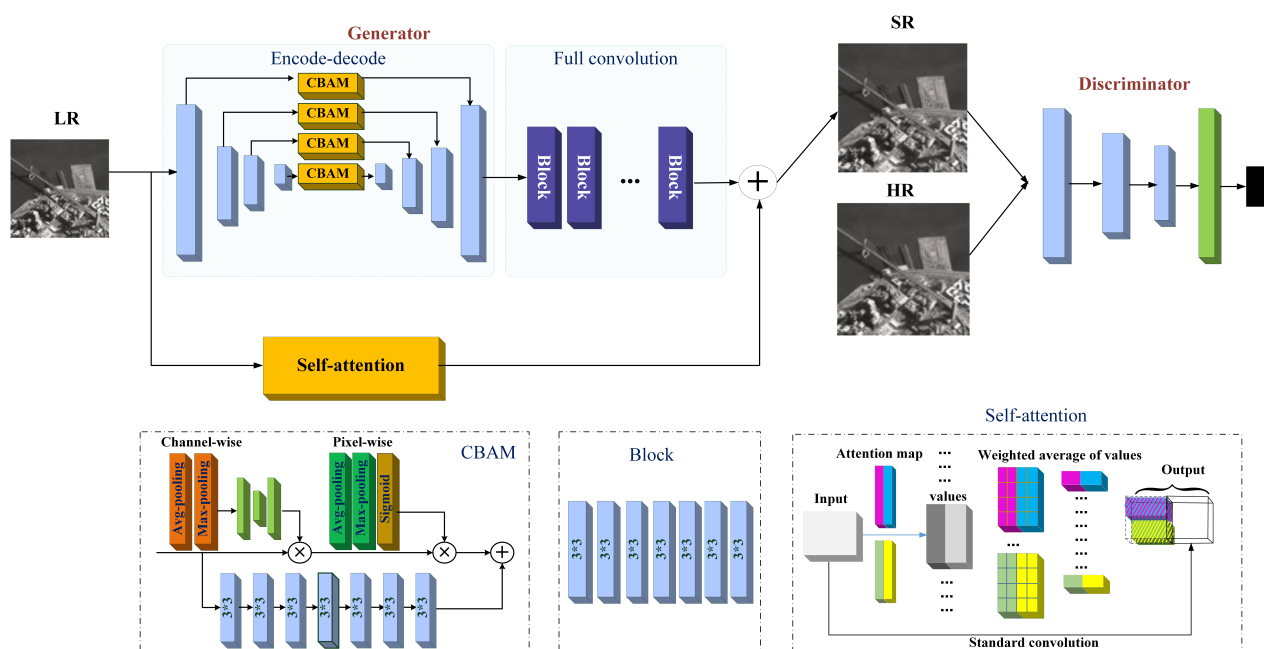 Generator
Encode-decode
Full convolution
SR
Discriminator
LR
CBAM
CBAM
CBAM
CBAM
Block
Block
...
Block
+
HR
Self-attention
Channel-wise
Pixel-wise
CBAM
Avg-pooling
Max-pooling
Avg-pooling
Max-pooling
Sigmoid
3*3
3*3
3*3
3*3
3*3
3*3
3*3
Block
3*3
3*3
3*3
3*3
3*3
3*3
3*3
Self-attention
Attention map
Weighted average of values
Output
Input
values
Standard convolution